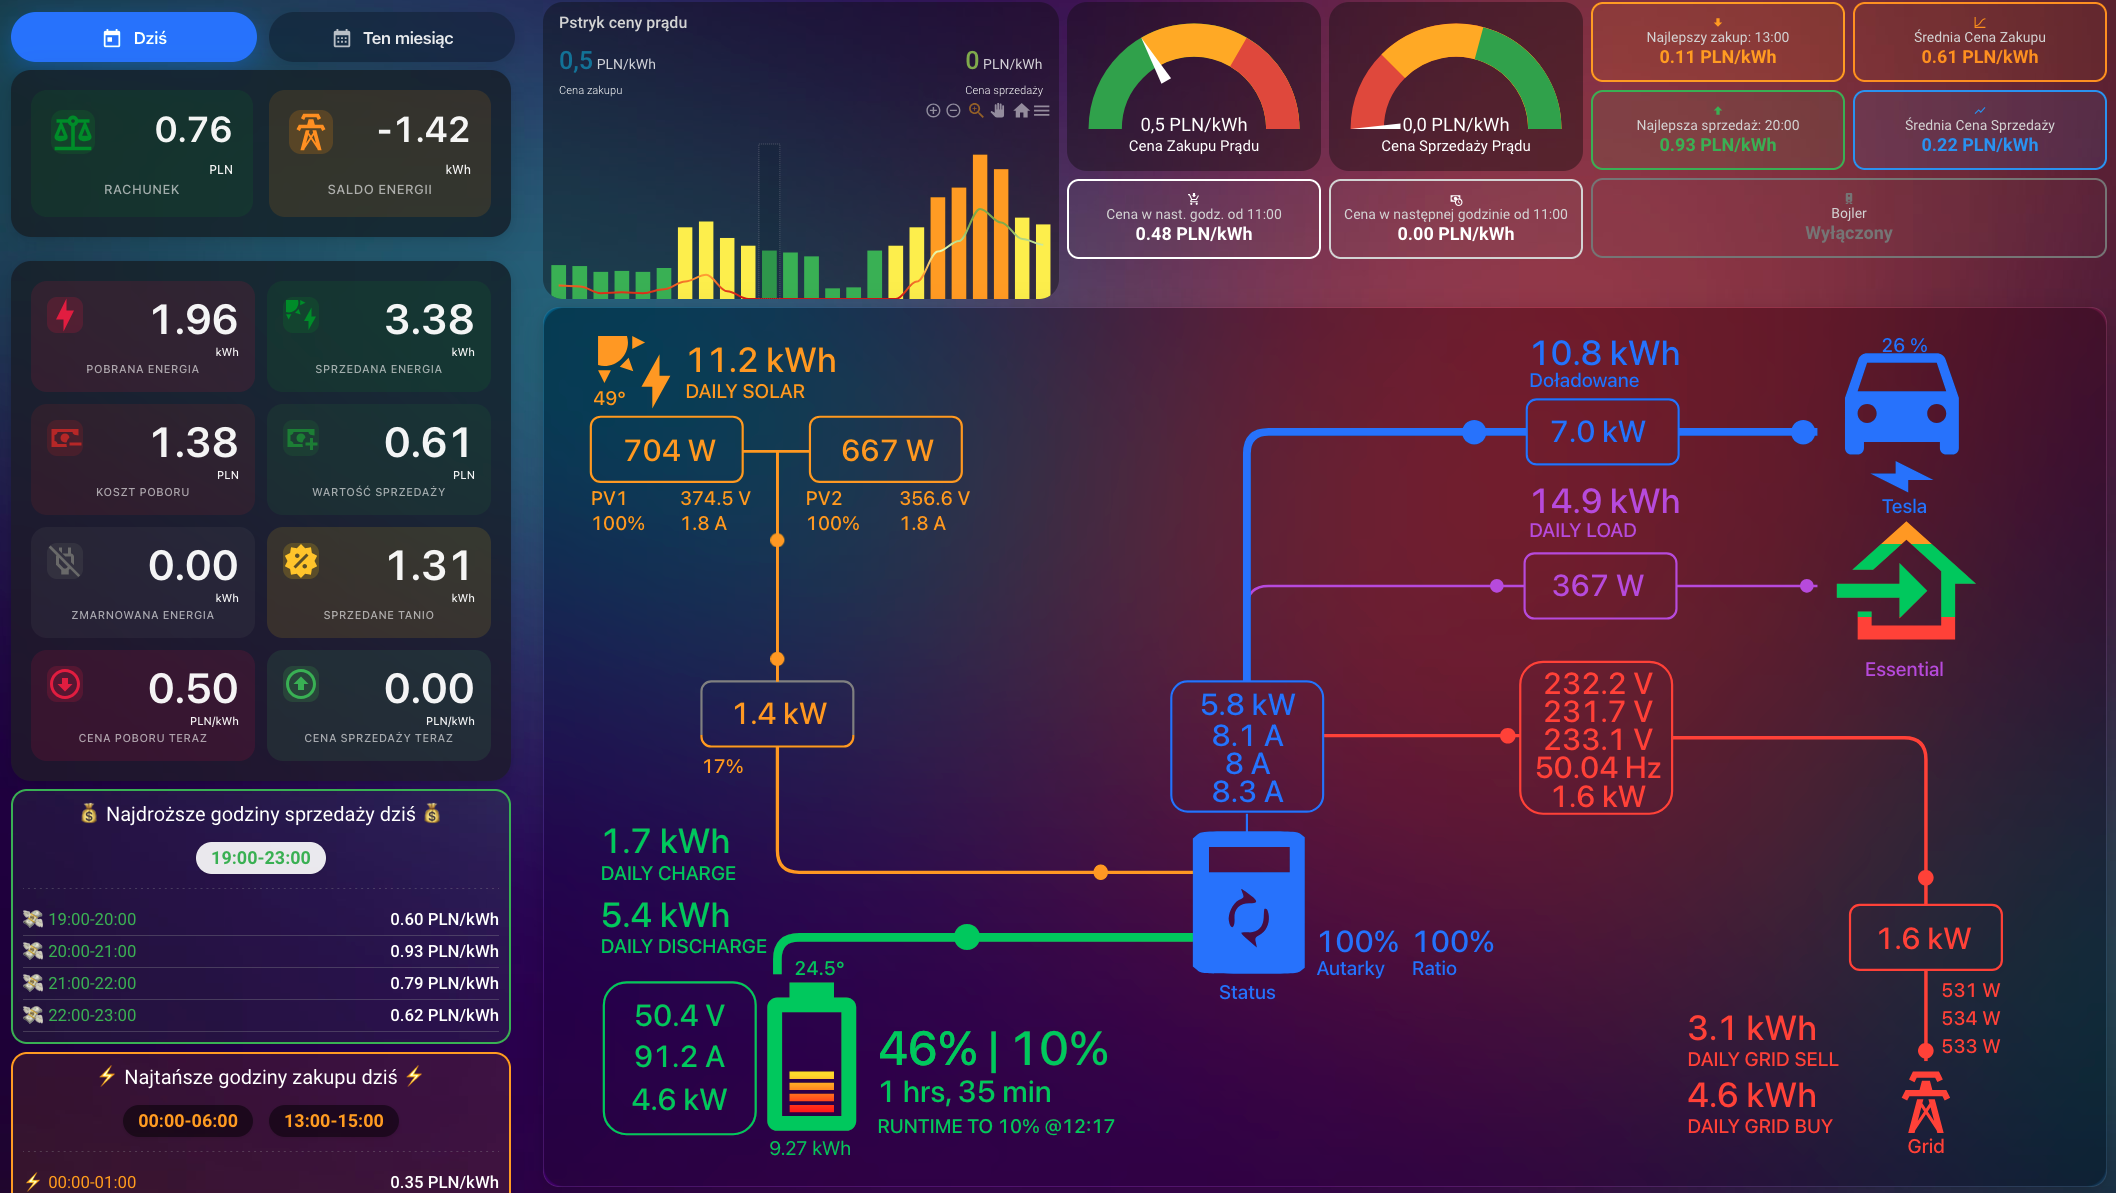 Dziś
Ten miesiąc
0.76
PLN
RACHUNEK
-1.42
kWh
SALDO ENERGII
1.96
kWh
POBRANA ENERGIA
3.38
kWh
SPRZEDANA ENERGIA
1.38
PLN
KOSZT POBORU
0.61
PLN
WARTOŚĆ SPRZEDAŻY
0.00
kWh
ZMARNOWANA ENERGIA
1.31
kWh
SPRZEDANE TANIO
0.50
PLN/kWh
CENA POBORU TERAZ
0.00
PLN/kWh
CENA SPRZEDAŻY TERAZ
Najdroższe godziny sprzedaży dziś
19:00-23:00
19:00-20:00 0.60 PLN/kWh
20:00-21:00 0.93 PLN/kWh
21:00-22:00 0.79 PLN/kWh
22:00-23:00 0.62 PLN/kWh
Najtańsze godziny zakupu dziś
00:00-06:00 13:00-15:00
00:00-01:00 0.35 PLN/kWh
Pstryk ceny prądu
0,5 PLN/kWh
Cena zakupu
0 PLN/kWh
Cena sprzedaży
0,5 PLN/kWh
Cena Zakupu Prądu
0,0 PLN/kWh
Cena Sprzedaży Prądu
Najlepszy zakup: 13:00
0.11 PLN/kWh
Średnia Cena Zakupu
0.61 PLN/kWh
Najlepsza sprzedaż: 20:00
0.93 PLN/kWh
Średnia Cena Sprzedaży
0.22 PLN/kWh
Cena w nast. godz. od 11:00
0.48 PLN/kWh
Cena w następnej godzinie od 11:00
0.00 PLN/kWh
Bojler
Wyłączony
11.2 kWh
DAILY SOLAR
49°
704 W
667 W
PV1 374.5 V
100% 1.8 A
PV2 356.6 V
100% 1.8 A
1.4 kW
17%
1.7 kWh
DAILY CHARGE
5.4 kWh
DAILY DISCHARGE
24.5°
50.4 V
91.2 A
4.6 kW
9.27 kWh
46% | 10%
1 hrs, 35 min
RUNTIME TO 10% @12:17
10.8 kWh
Doładowane
7.0 kW
26 %
Tesla
14.9 kWh
DAILY LOAD
367 W
Essential
5.8 kW
8.1 A
8 A
8.3 A
232.2 V
231.7 V
233.1 V
50.04 Hz
1.6 kW
100% 100%
Autarky Ratio
Status
1.6 kW
531 W
534 W
533 W
3.1 kWh
DAILY GRID SELL
4.6 kWh
DAILY GRID BUY
Grid